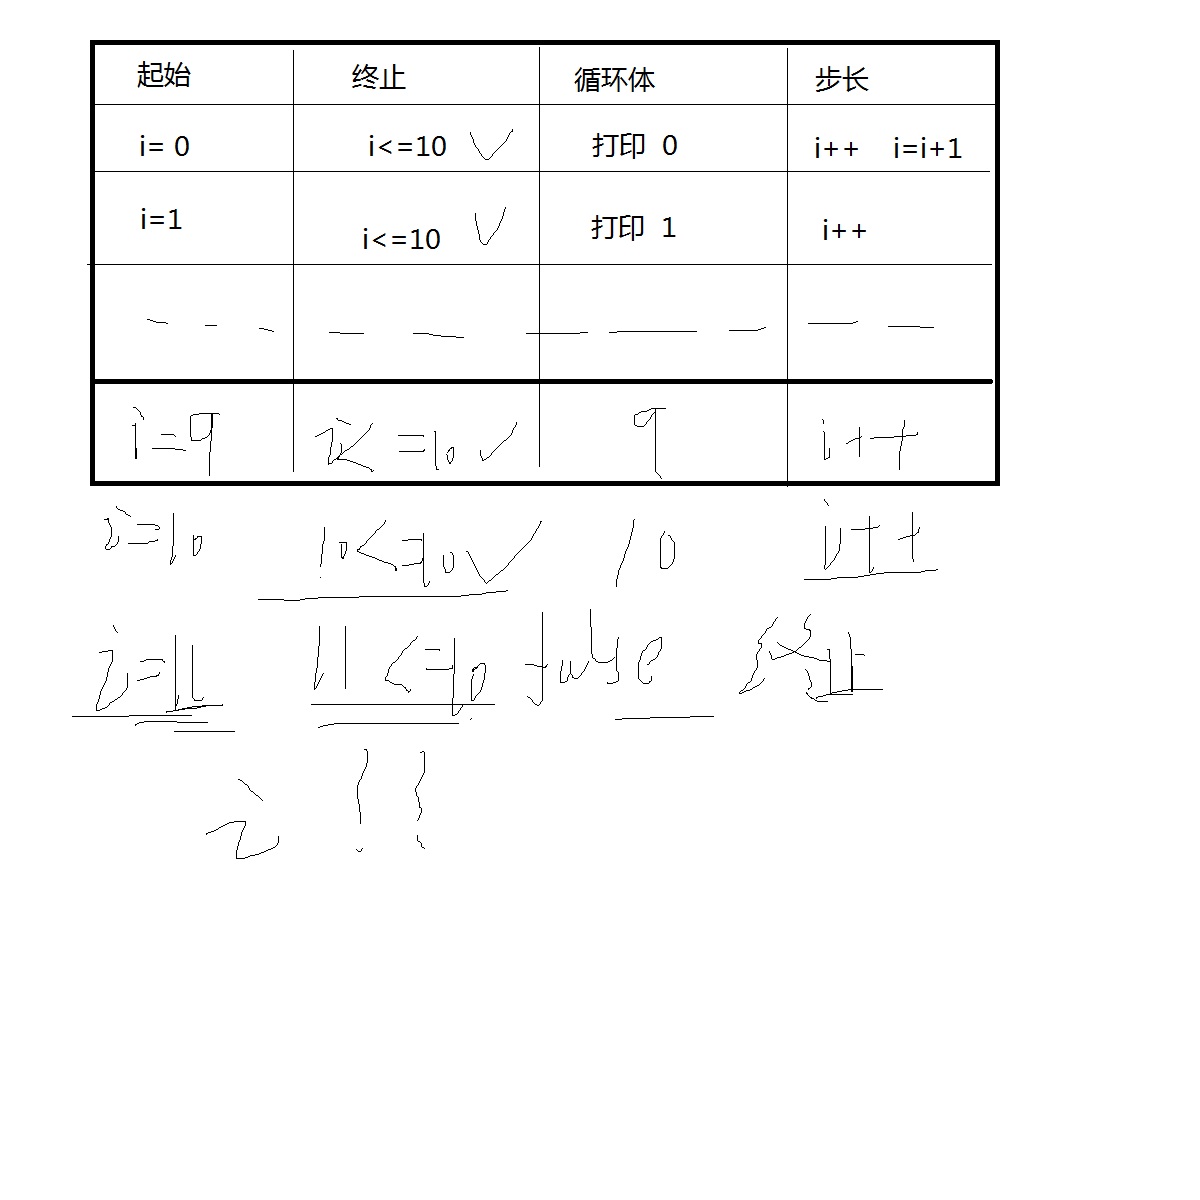 起始 终止 循环体 步长
i= 0 i<=10 打印 0 i++ i=i+1
i=1 i<=10 打印 1 i++
i=9 i<=10 9 i++
i=10 10<=10 10 i++
i=11 11<=10 false 终止
i 11